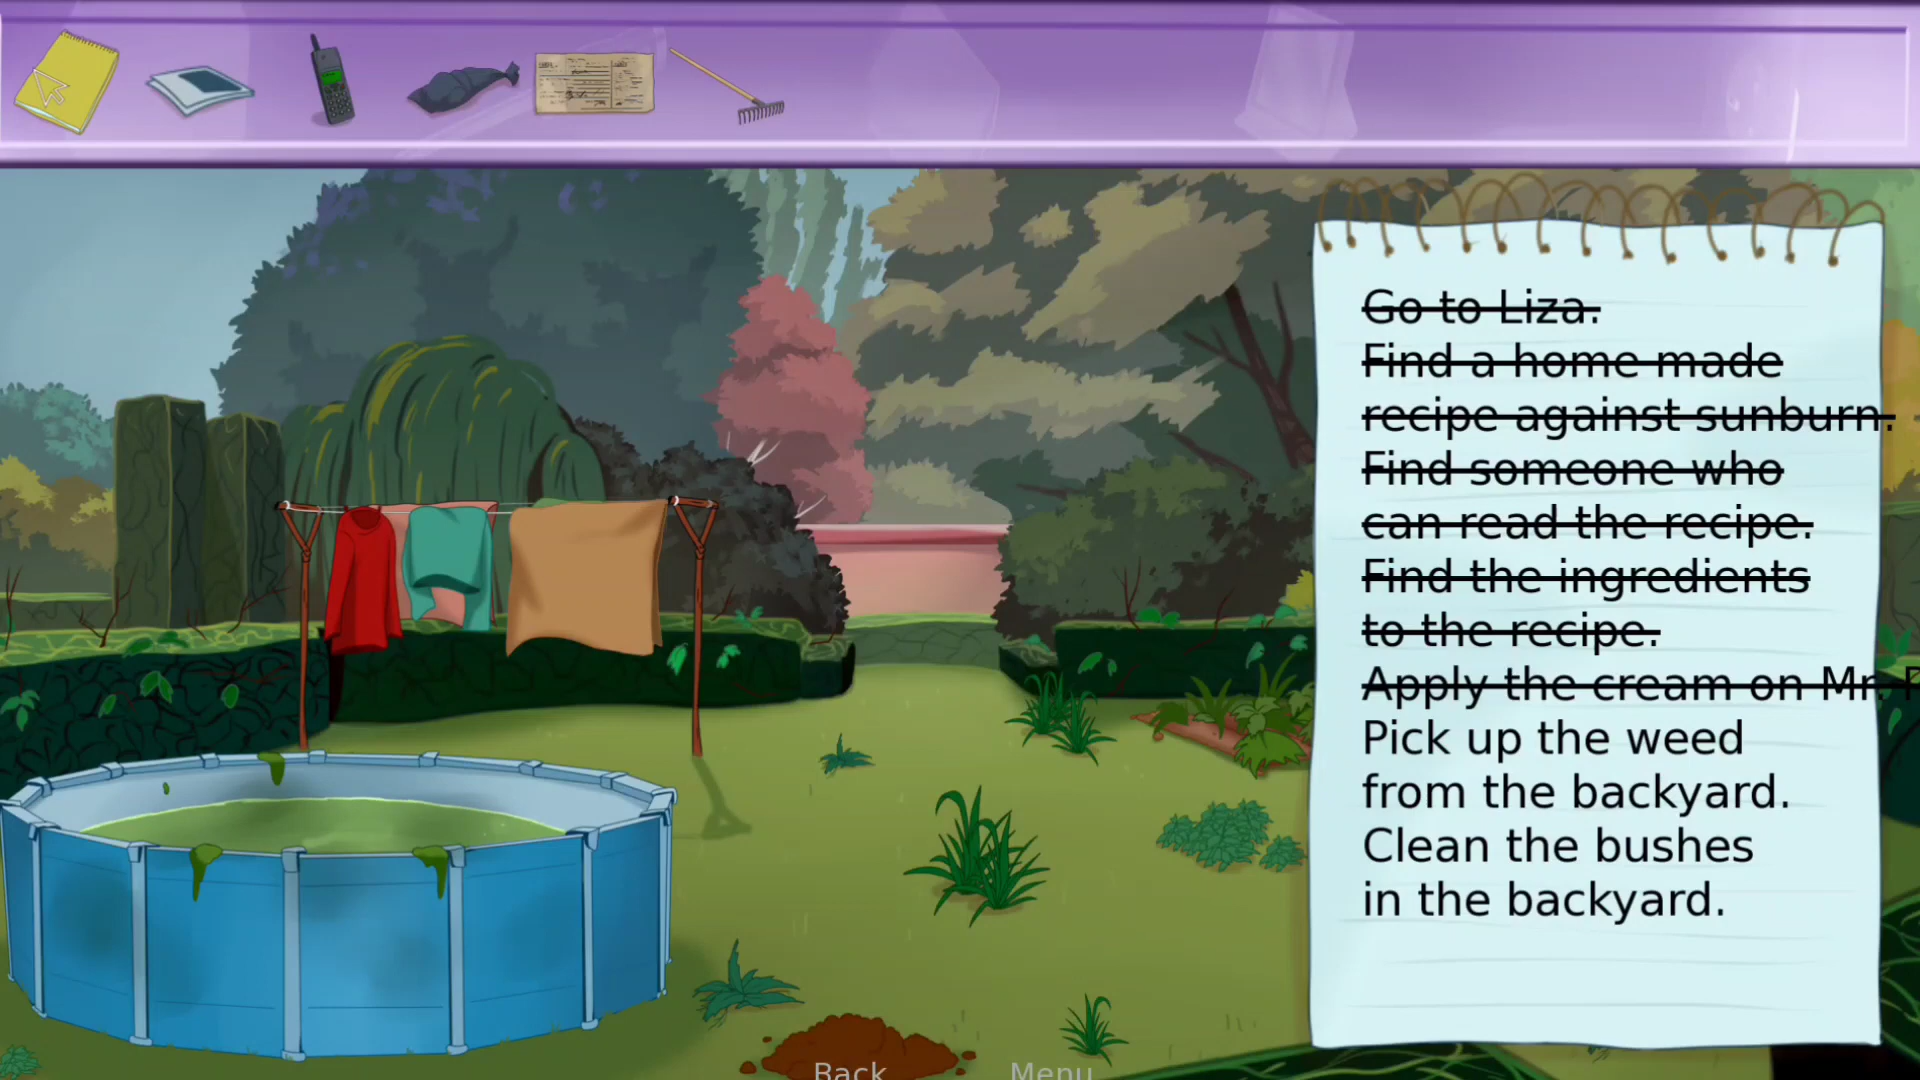 Go to Liza.
Find a home made
recipe against sunburn.
Find someone who
can read the recipe.
Find the ingredients
to the recipe.
Apply the cream on Mr.
Pick up the weed
from the backyard.
Clean the bushes
in the backyard.
Back Menu